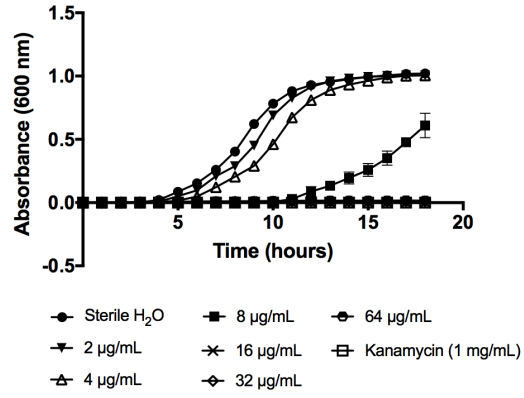 1.5
1.0
0.5
0.0
-0.5
Absorbance (600 nm)
5
10
15
20
Time (hours)
Sterile H₂O
2 µg/mL
4 µg/mL
8 µg/mL
16 µg/mL
32 µg/mL
64 µg/mL
Kanamycin (1 mg/mL)